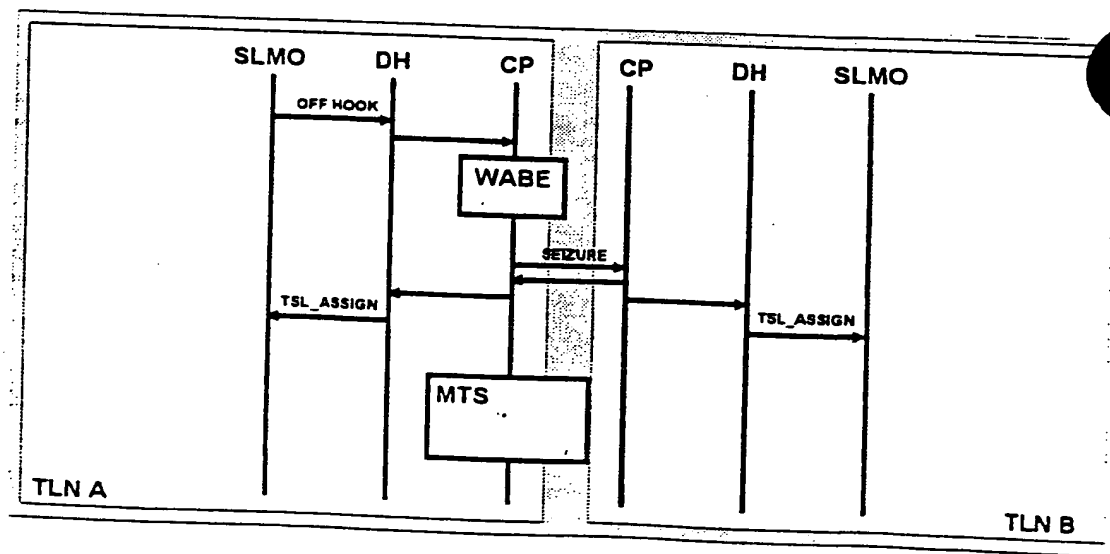 SLMO DH CP CP DH SLMO
OFF HOOK
WABE
SEIZURE
TSL_ASSIGN
TSL_ASSIGN
MTS
TLN A
TLN B